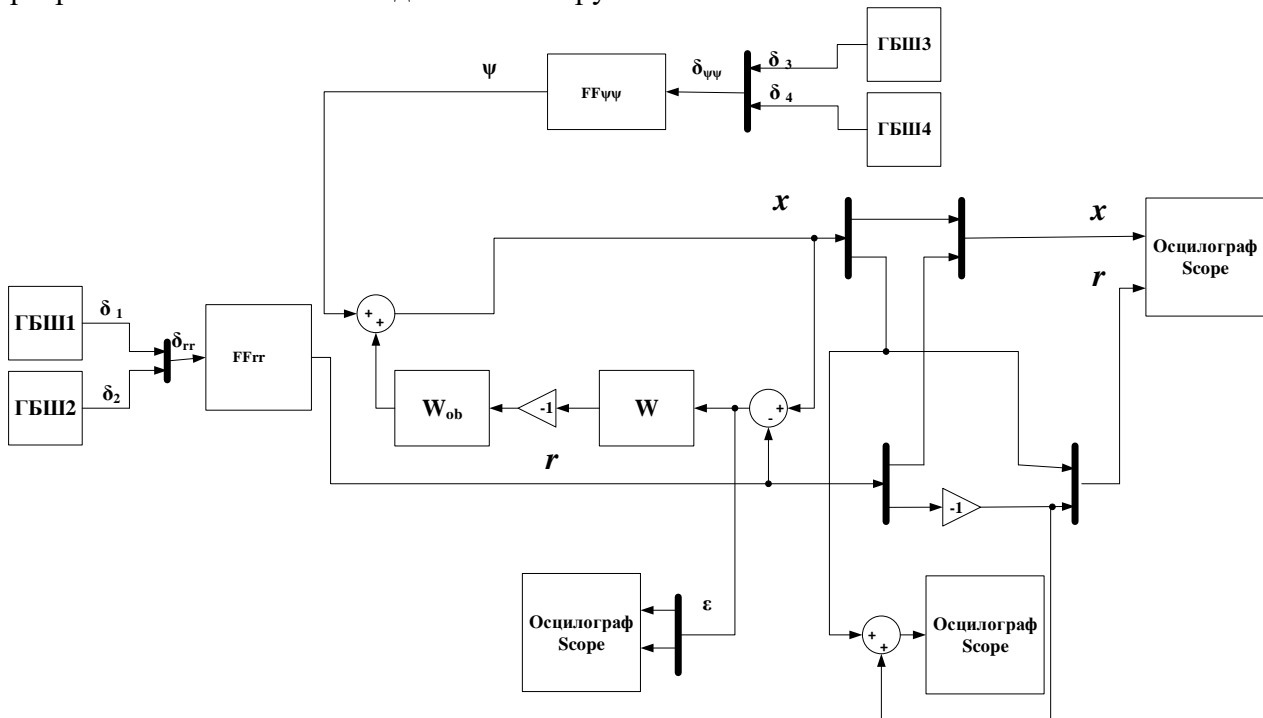 ГБШ3
ψ
FFψψ
δψψ
δ 3
δ 4
ГБШ4
x
x
r
Осцилограф
Scope
ГБШ1
δ 1
δrr
FFrr
ГБШ2
δ2
+
+
Wob
-1
W
+
-
r
-1
Осцилограф
Scope
ε
+
+
Осцилограф
Scope